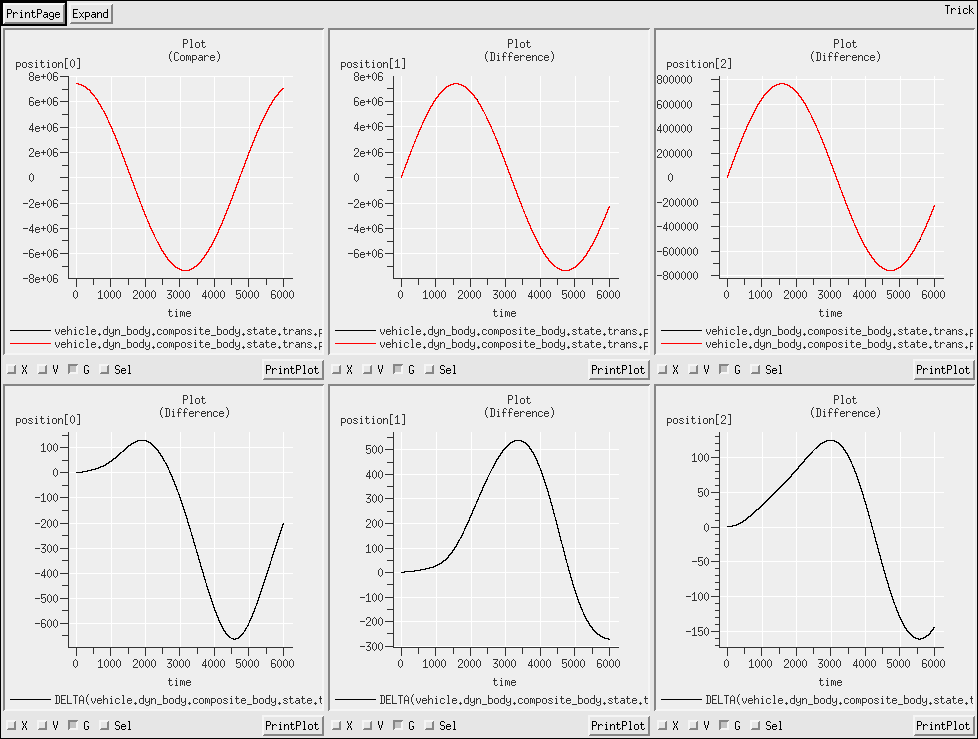 PrintPage Expand Trick
Plot
(Compare)
position[0]
8e+06
6e+06
4e+06
2e+06
0
-2e+06
-4e+06
-6e+06
-8e+06
0 1000 2000 3000 4000 5000 6000
time
vehicle.dyn_body.composite_body.state.trans.p
vehicle.dyn_body.composite_body.state.trans.p
X V G Sel PrintPlot
Plot
(Difference)
position[1]
8e+06
6e+06
4e+06
2e+06
0
-2e+06
-4e+06
-6e+06
0 1000 2000 3000 4000 5000 6000
time
vehicle.dyn_body.composite_body.state.trans.p
vehicle.dyn_body.composite_body.state.trans.p
X V G Sel PrintPlot
Plot
(Difference)
position[2]
800000
600000
400000
200000
0
-200000
-400000
-600000
-800000
0 1000 2000 3000 4000 5000 6000
time
vehicle.dyn_body.composite_body.state.trans.p
vehicle.dyn_body.composite_body.state.trans.p
X V G Sel PrintPlot
Plot
(Difference)
position[0]
100
0
-100
-200
-300
-400
-500
-600
0 1000 2000 3000 4000 5000 6000
time
DELTA(vehicle.dyn_body.composite_body.state.t
X V G Sel PrintPlot
Plot
(Difference)
position[1]
500
400
300
200
100
0
-100
-200
-300
0 1000 2000 3000 4000 5000 6000
time
DELTA(vehicle.dyn_body.composite_body.state.t
X V G Sel PrintPlot
Plot
(Difference)
position[2]
100
50
0
-50
-100
-150
0 1000 2000 3000 4000 5000 6000
time
DELTA(vehicle.dyn_body.composite_body.state.t
X V G Sel PrintPlot